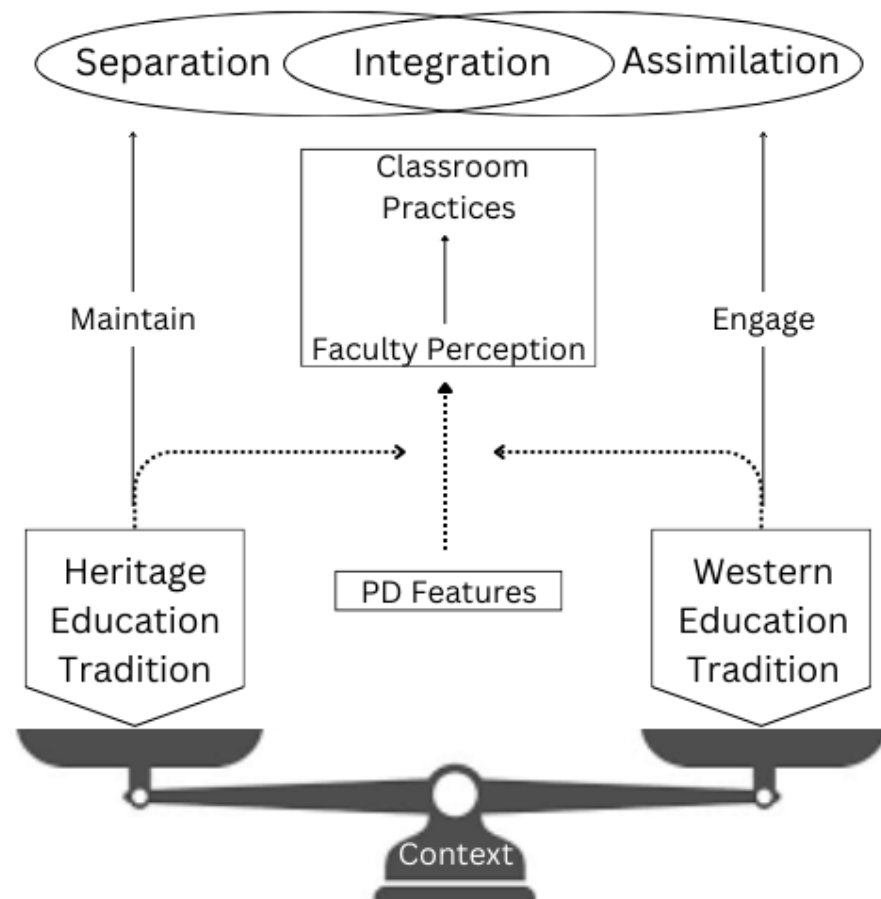 Separation
Integration
Assimilation
Classroom
Practices
Maintain
Engage
Faculty Perception
Heritage
Education
Tradition
PD Features
Western
Education
Tradition
Context